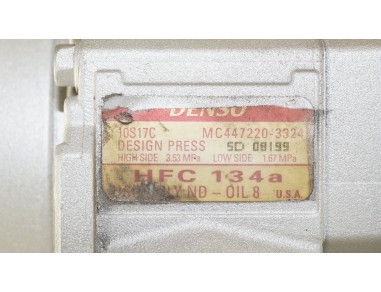 DENSO
10S17C MC447220-3324
DESIGN PRESS SD 08199
HIGH SIDE 3.53 MPa LOW SIDE 1.67 MPa
HFC 134a
ND-OIL 8 U.S.A.